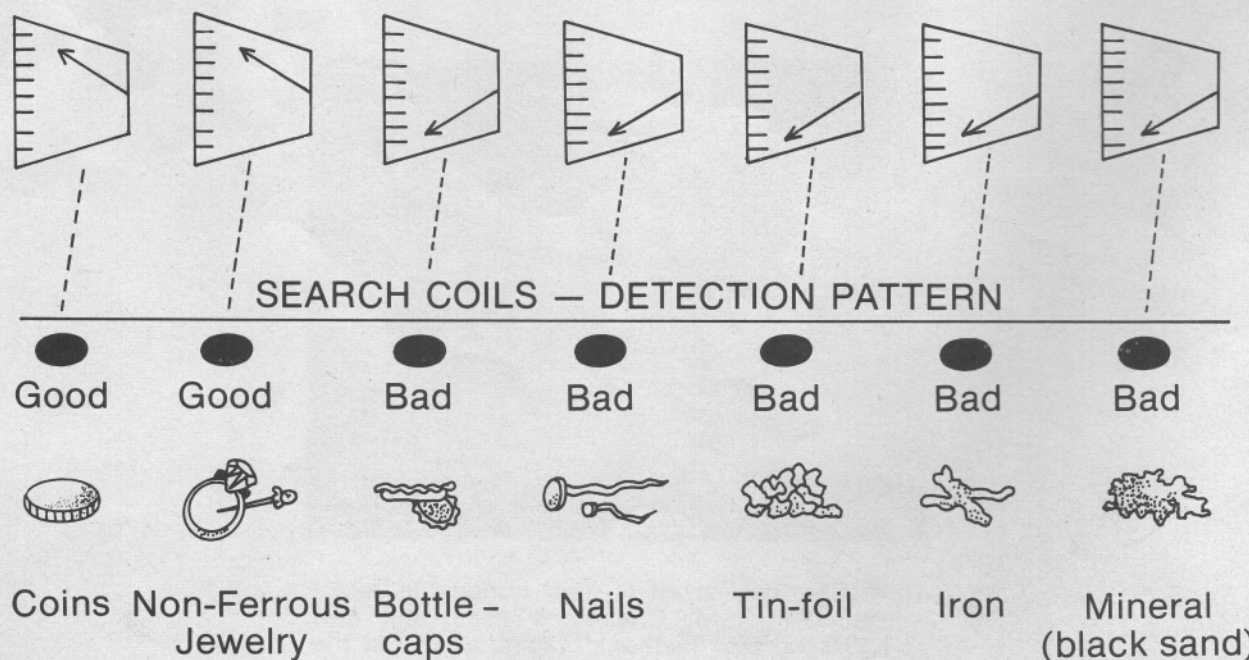 SEARCH COILS — DETECTION PATTERN
Good Good Bad Bad Bad Bad Bad
Coins Non-Ferrous Bottle- Nails Tin-foil Iron Mineral
Jewelry caps (black sand)